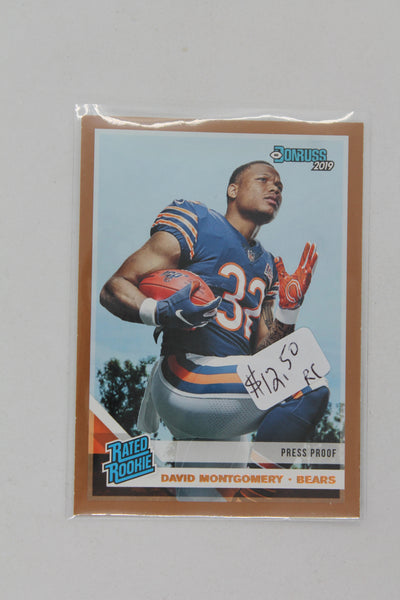 DONRUSS
2019
32
$12.50
RC
PRESS PROOF
RATED
ROOKIE
DAVID MONTGOMERY • BEARS